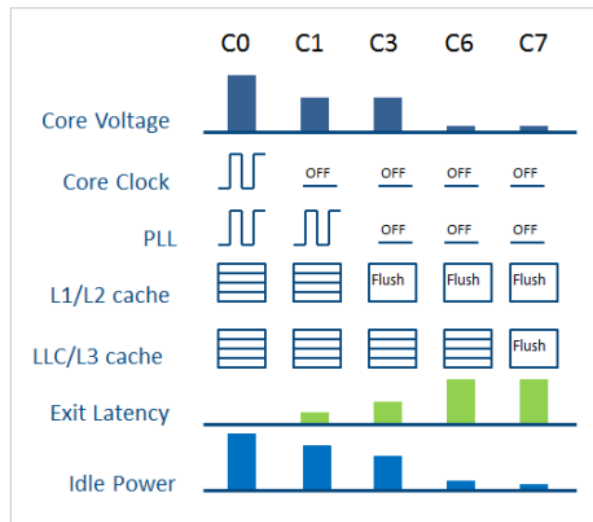 C0 C1 C3 C6 C7
Core Voltage
Core Clock OFF OFF OFF OFF
PLL OFF OFF OFF
L1/L2 cache Flush Flush Flush
LLC/L3 cache Flush
Exit Latency
Idle Power